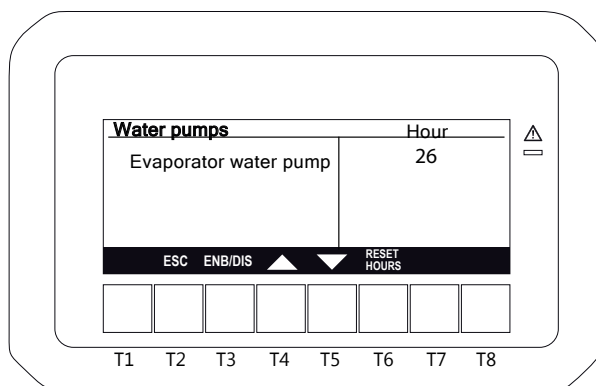 Water pumps Hour
Evaporator water pump 26
ESC ENB/DIS RESET HOURS
T1 T2 T3 T4 T5 T6 T7 T8